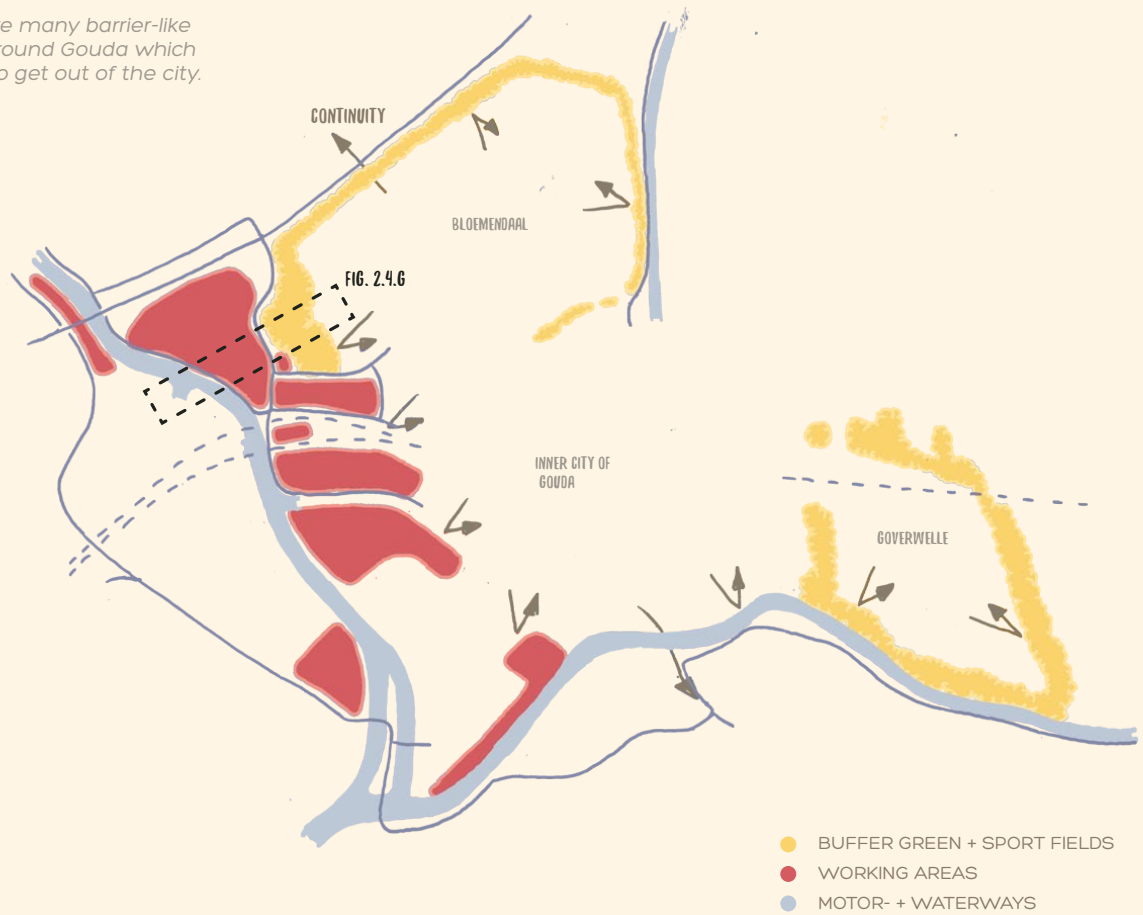 e many barrier-like
round Gouda which
o get out of the city.
CONTINUITY
BLOEMENDAAL
FIG. 2.4.6
INNER CITY OF
GOUDA
GOVERWELLE
BUFFER GREEN + SPORT FIELDS
WORKING AREAS
MOTOR- + WATERWAYS